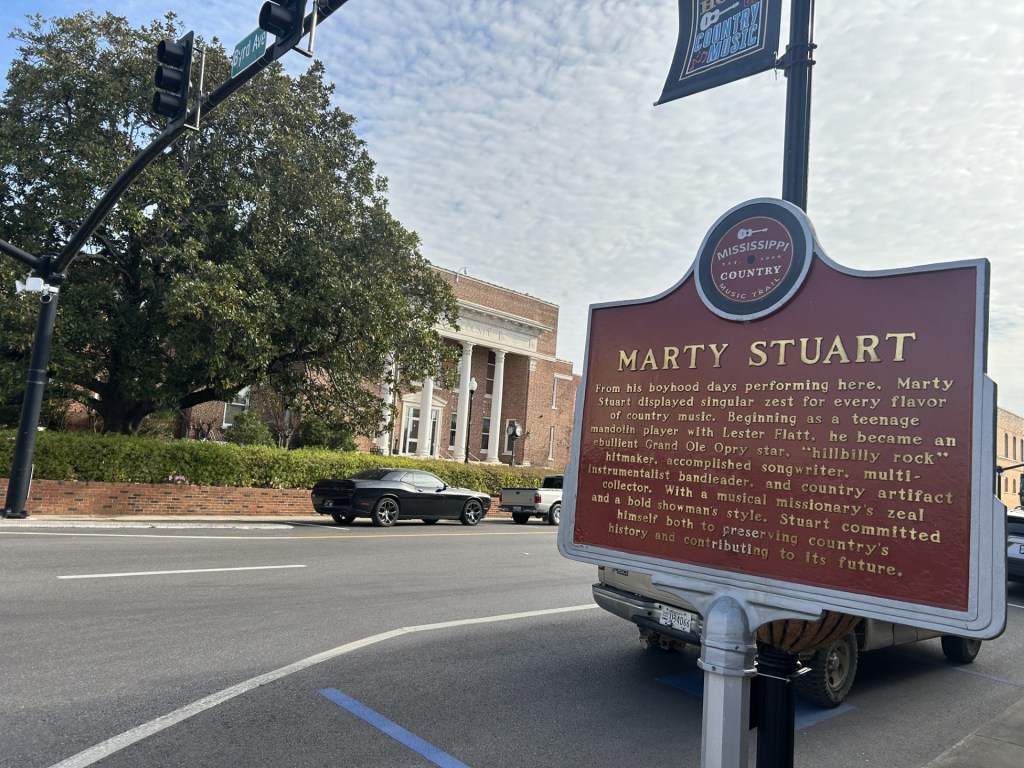 Byrd Ave
COUNTRY
MUSIC
MISSISSIPPI
COUNTRY
MUSIC TRAIL
MARTY STUART
From his boyhood days performing here, Marty
Stuart displayed singular zest for every flavor
of country music. Beginning as a teenage
mandolin player with Lester Flatt, he became an
ebullient Grand Ole Opry star, "hillbilly rock"
hitmaker, accomplished songwriter, multi-
instrumentalist bandleader, and country artifact
collector. With a musical missionary's zeal
and a bold showman's style, Stuart committed
himself both to preserving country's
history and contributing to its future.